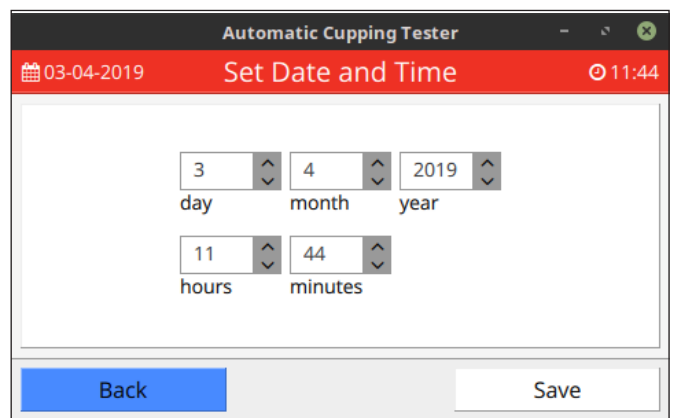 Automatic Cupping Tester
03-04-2019 Set Date and Time 11:44
3 4 2019
day month year
11 44
hours minutes
Back Save